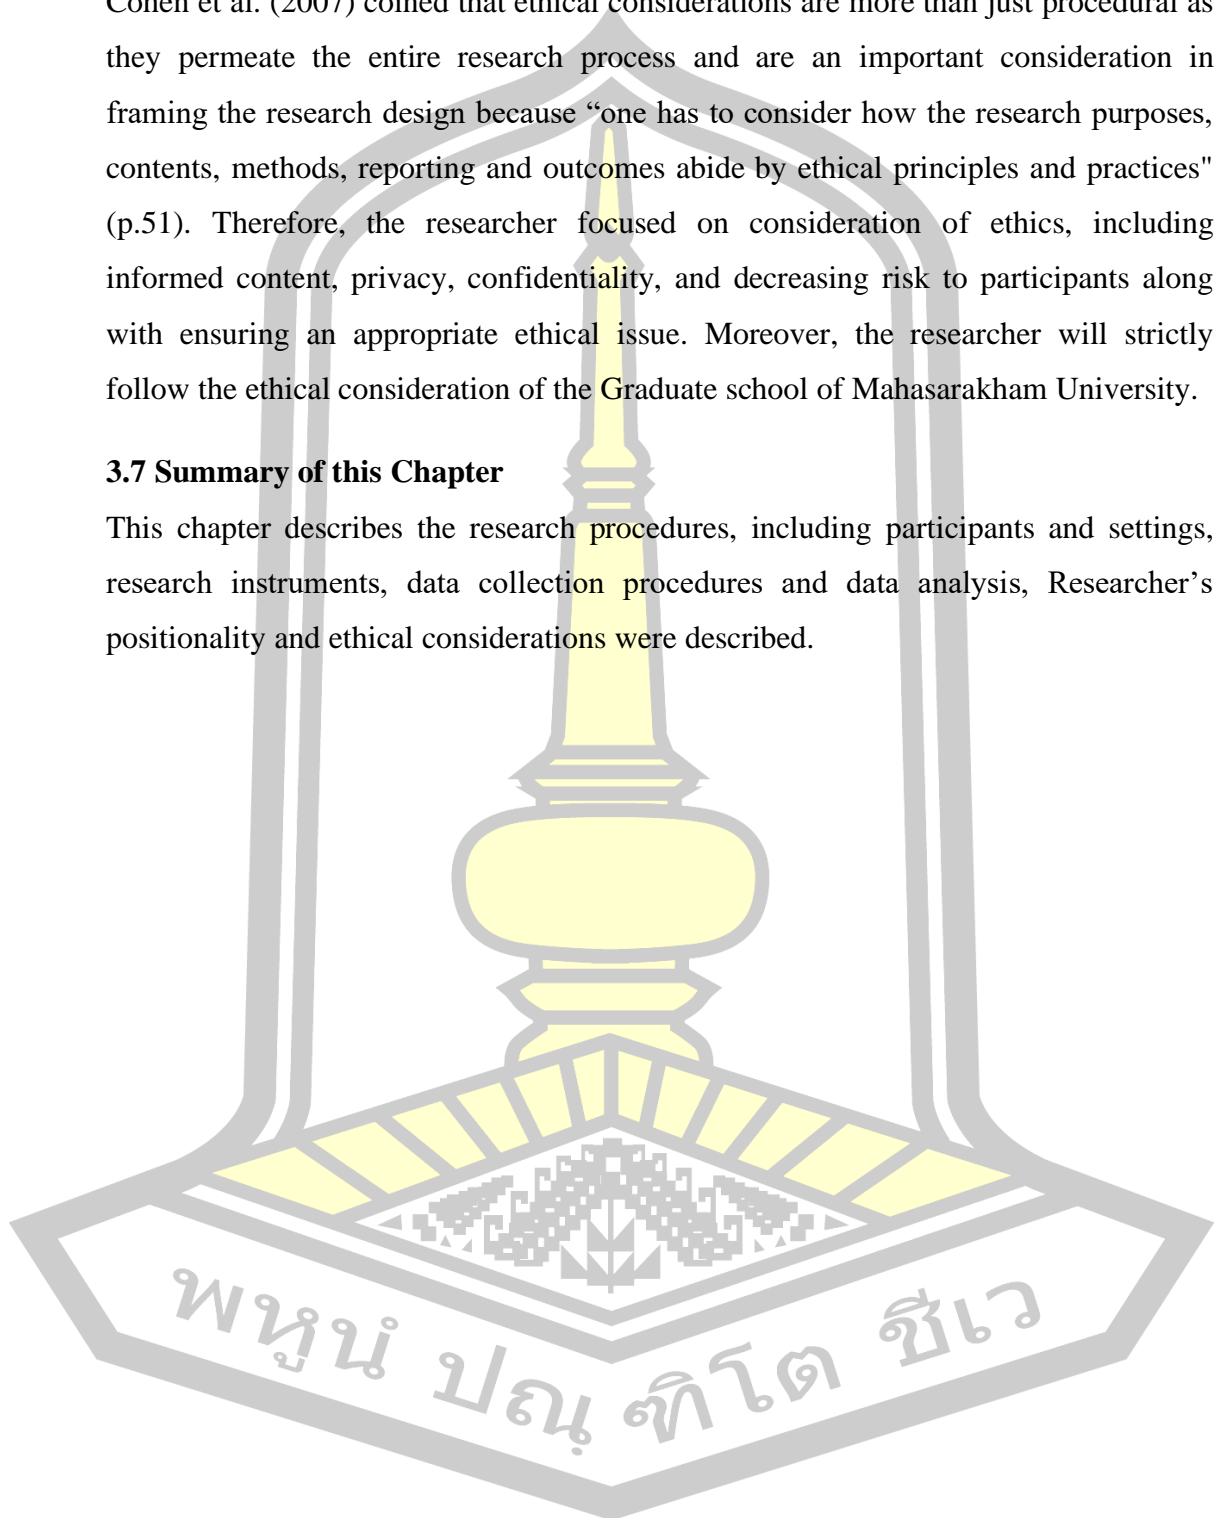 Cohen et al. (2007) coined that ethical considerations are more than just procedural as
they permeate the entire research process and are an important consideration in
framing the research design because “one has to consider how the research purposes,
contents, methods, reporting and outcomes abide by ethical principles and practices"
(p.51). Therefore, the researcher focused on consideration of ethics, including
informed content, privacy, confidentiality, and decreasing risk to participants along
with ensuring an appropriate ethical issue. Moreover, the researcher will strictly
follow the ethical consideration of the Graduate school of Mahasarakham University.
3.7 Summary of this Chapter
This chapter describes the research procedures, including participants and settings,
research instruments, data collection procedures and data analysis, Researcher’s
positionality and ethical considerations were described.
พหูนํ ปณฺฑิโต ชีเว